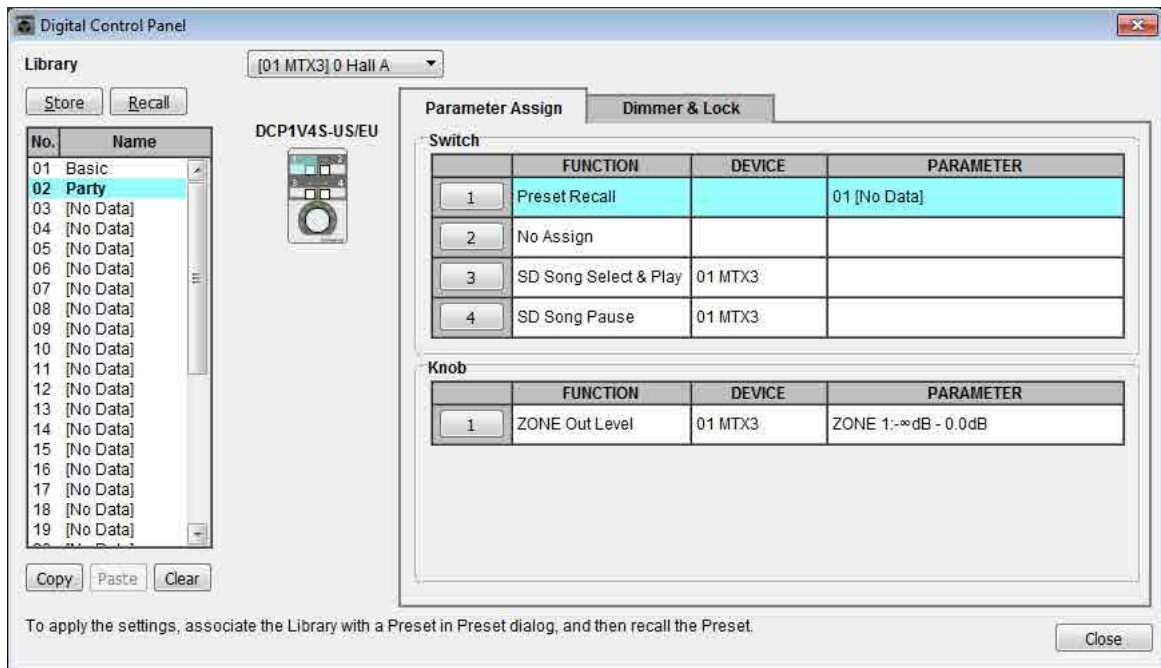 Digital Control Panel
Library
[01 MTX3] 0 Hall A
Store Recall
No. Name
01 Basic
02 Party
03 [No Data]
04 [No Data]
05 [No Data]
06 [No Data]
07 [No Data]
08 [No Data]
09 [No Data]
10 [No Data]
11 [No Data]
12 [No Data]
13 [No Data]
14 [No Data]
15 [No Data]
16 [No Data]
17 [No Data]
18 [No Data]
19 [No Data]
Copy Paste Clear
DCP1V4S-US/EU
1 2
3 4
Parameter Assign Dimmer & Lock
Switch
FUNCTION DEVICE PARAMETER
1 Preset Recall 01 [No Data]
2 No Assign
3 SD Song Select & Play 01 MTX3
4 SD Song Pause 01 MTX3
Knob
FUNCTION DEVICE PARAMETER
1 ZONE Out Level 01 MTX3 ZONE 1:-∞dB - 0.0dB
To apply the settings, associate the Library with a Preset in Preset dialog, and then recall the Preset.
Close